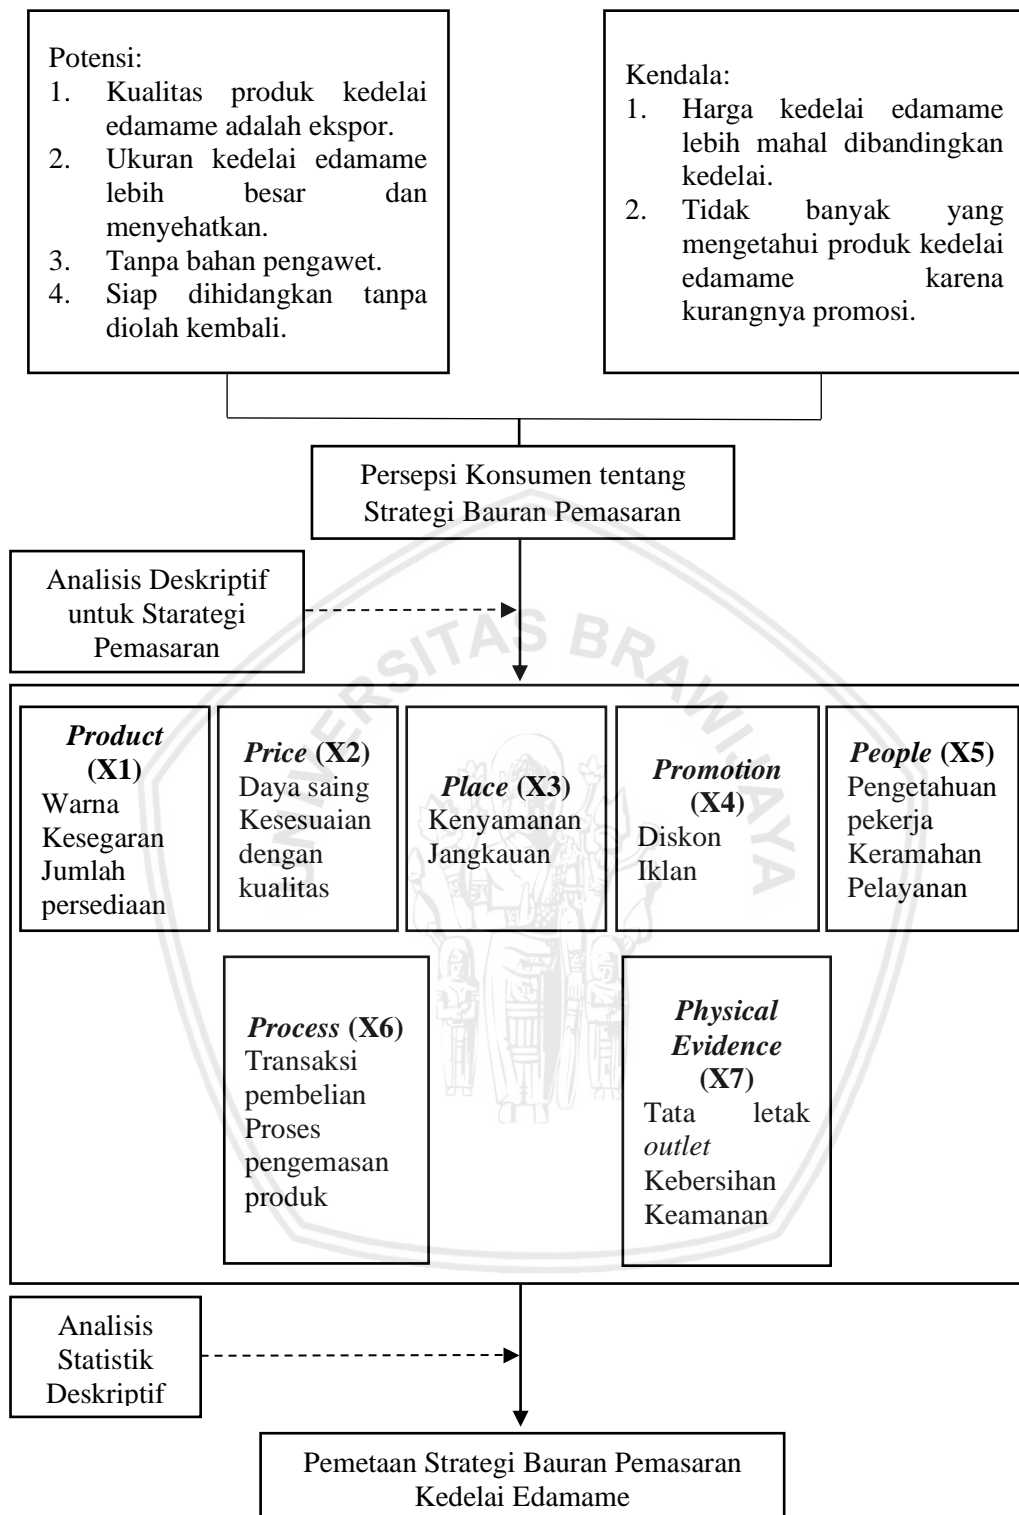 Potensi:
1. Kualitas produk kedelai
edamame adalah ekspor.
2. Ukuran kedelai edamame
lebih besar dan
menyehatkan.
3. Tanpa bahan pengawet.
4. Siap dihidangkan tanpa
diolah kembali.
Kendala:
1. Harga kedelai edamame
lebih mahal dibandingkan
kedelai.
2. Tidak banyak yang
mengetahui produk kedelai
edamame karena
kurangnya promosi.
Persepsi Konsumen tentang
Strategi Bauran Pemasaran
Analisis Deskriptif
untuk Starategi
Pemasaran
UNIVERSITAS BRAWIJAYA
Product
(X1)
Warna
Kesegaran
Jumlah
persediaan
Price (X2)
Daya saing
Kesesuaian
dengan
kualitas
Place (X3)
Kenyamanan
Jangkauan
Promotion
(X4)
Diskon
Iklan
People (X5)
Pengetahuan
pekerja
Keramahan
Pelayanan
Process (X6)
Transaksi
pembelian
Proses
pengemasan
produk
Physical
Evidence
(X7)
Tata letak
outlet
Kebersihan
Keamanan
Analisis
Statistik
Deskriptif
Pemetaan Strategi Bauran Pemasaran
Kedelai Edamame